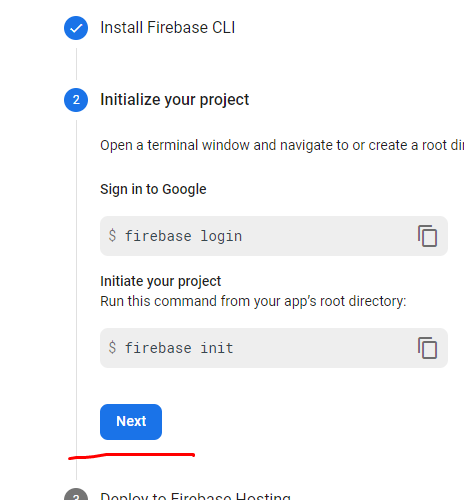 Install Firebase CLI
2 Initialize your project
Open a terminal window and navigate to or create a root
Sign in to Google
$ firebase login
Initiate your project
Run this command from your app's root directory:
$ firebase init
Next
3 Deploy to Firebase Hosting